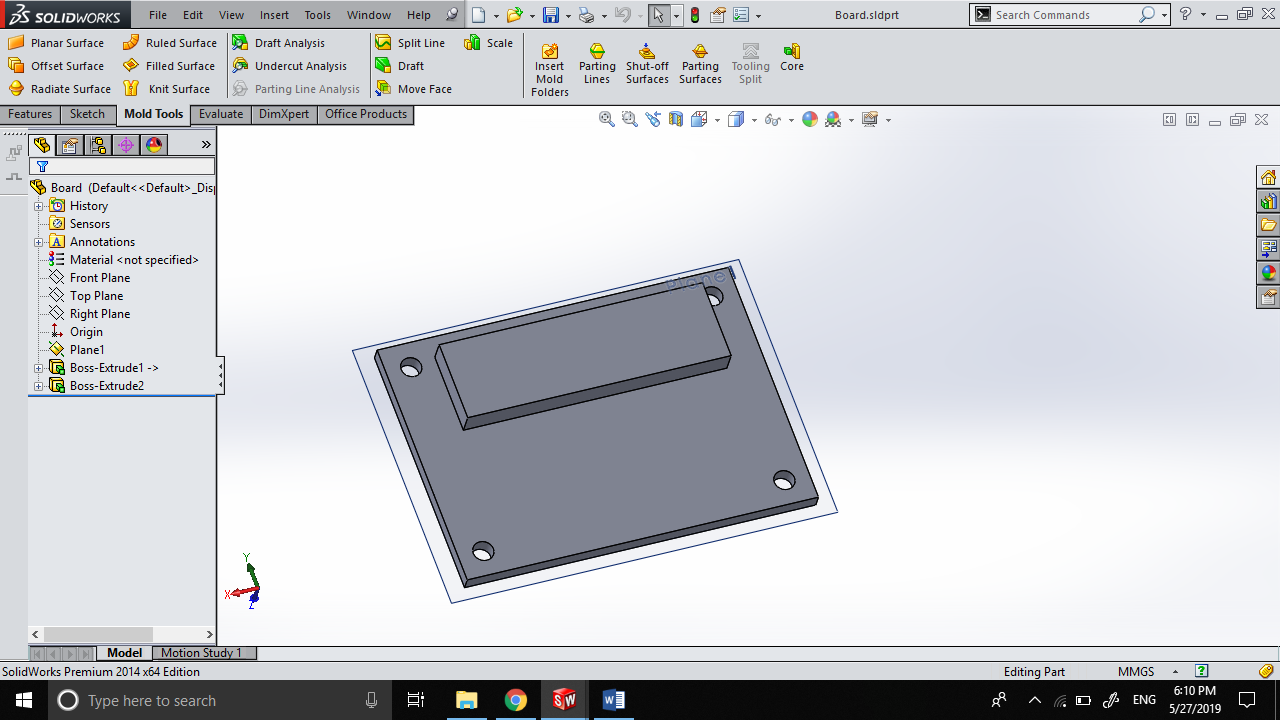 SOLIDWORKS File Edit View Insert Tools Window Help Board.sldprt Search Commands
Planar Surface Ruled Surface Draft Analysis Split Line Scale
Offset Surface Filled Surface Undercut Analysis Draft
Radiate Surface Knit Surface Parting Line Analysis Move Face
Insert Mold Folders
Parting Lines
Shut-off Surfaces
Parting Surfaces
Tooling Split
Core
Features Sketch Mold Tools Evaluate DimXpert Office Products
Board (Default<<Default>_Disp
History
Sensors
Annotations
Material <not specified>
Front Plane
Top Plane
Right Plane
Origin
Plane1
Boss-Extrude1 ->
Boss-Extrude2
Plane1
Y
X
Z
Model Motion Study 1
SolidWorks Premium 2014 x64 Edition Editing Part MMGS
Type here to search ENG 6:10 PM
5/27/2019